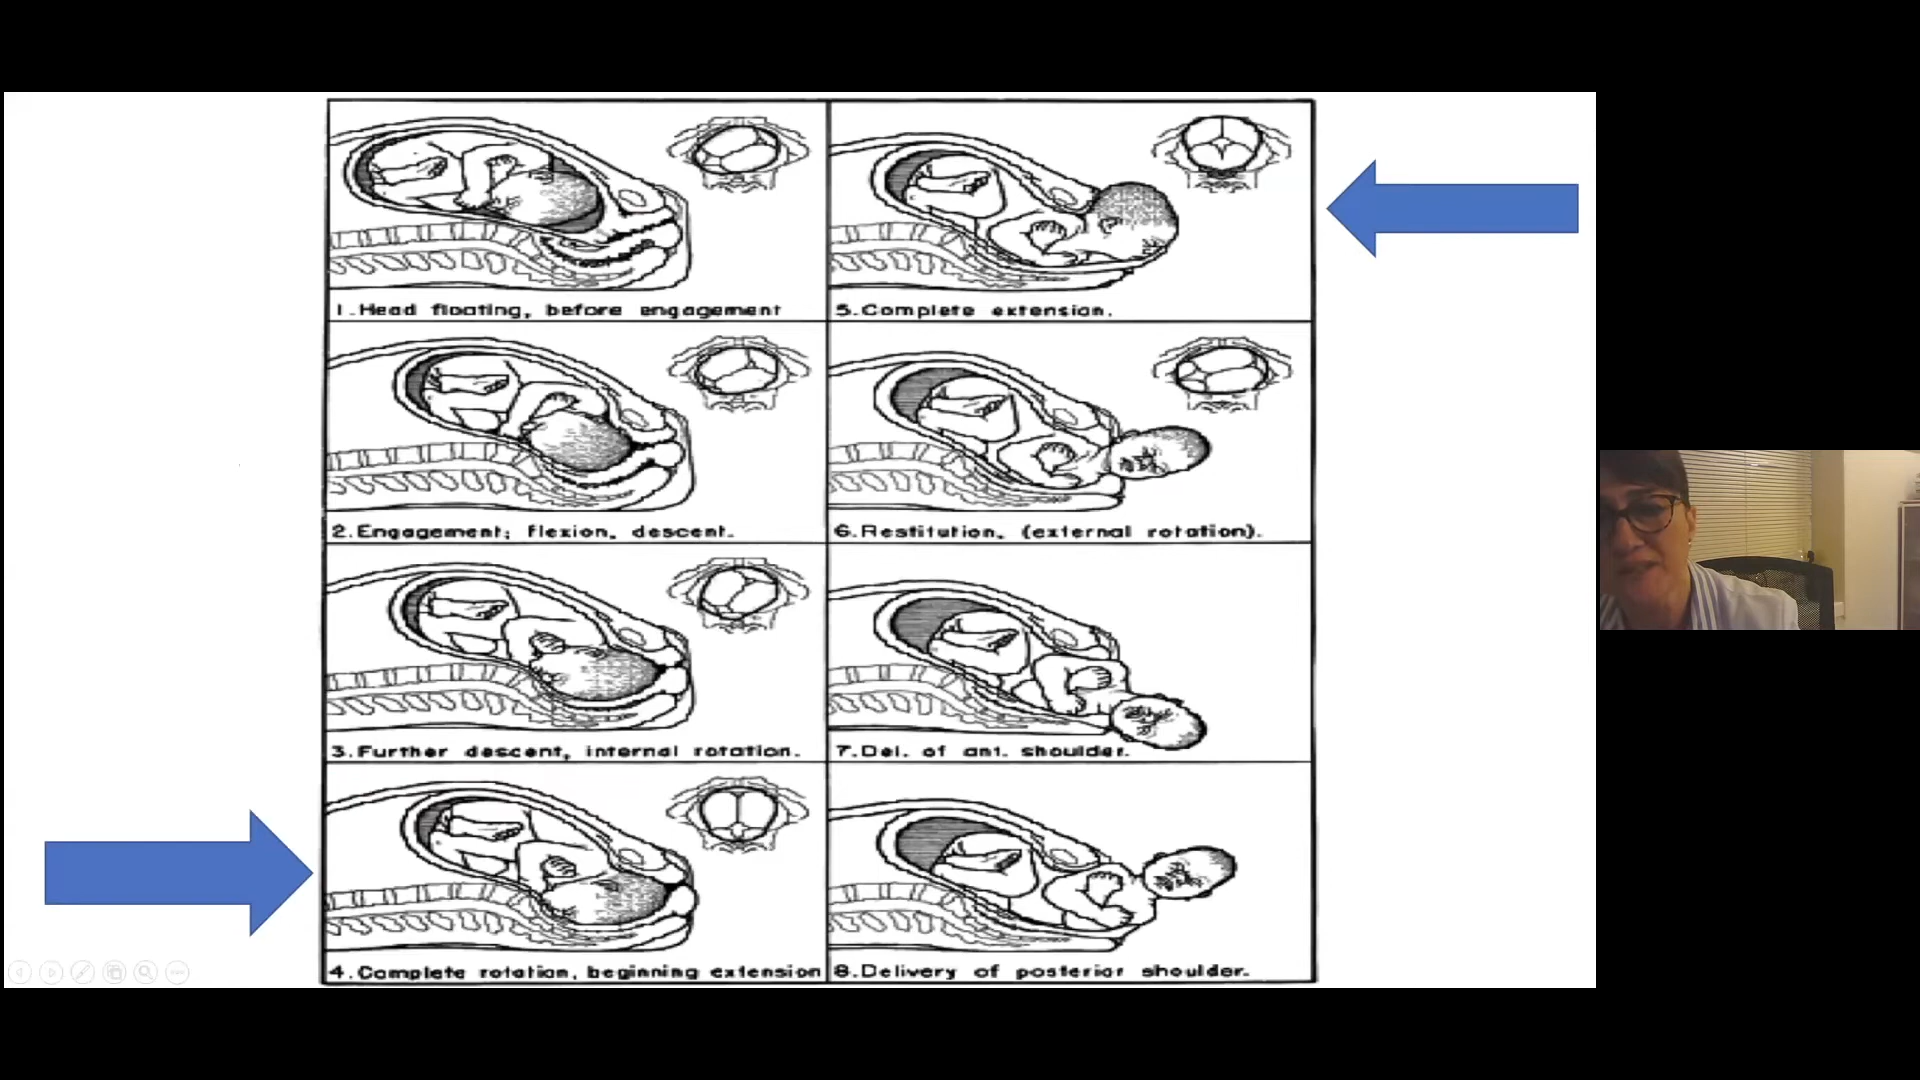 1.Head floating, before engagement
2.Engagement; flexion, descent.
3.Further descent, internal rotation.
4.Complete rotation, beginning extension
5.Complete extension.
6.Restitution, (external rotation).
7.Del. of ant. shoulder.
8.Delivery of posterior shoulder.